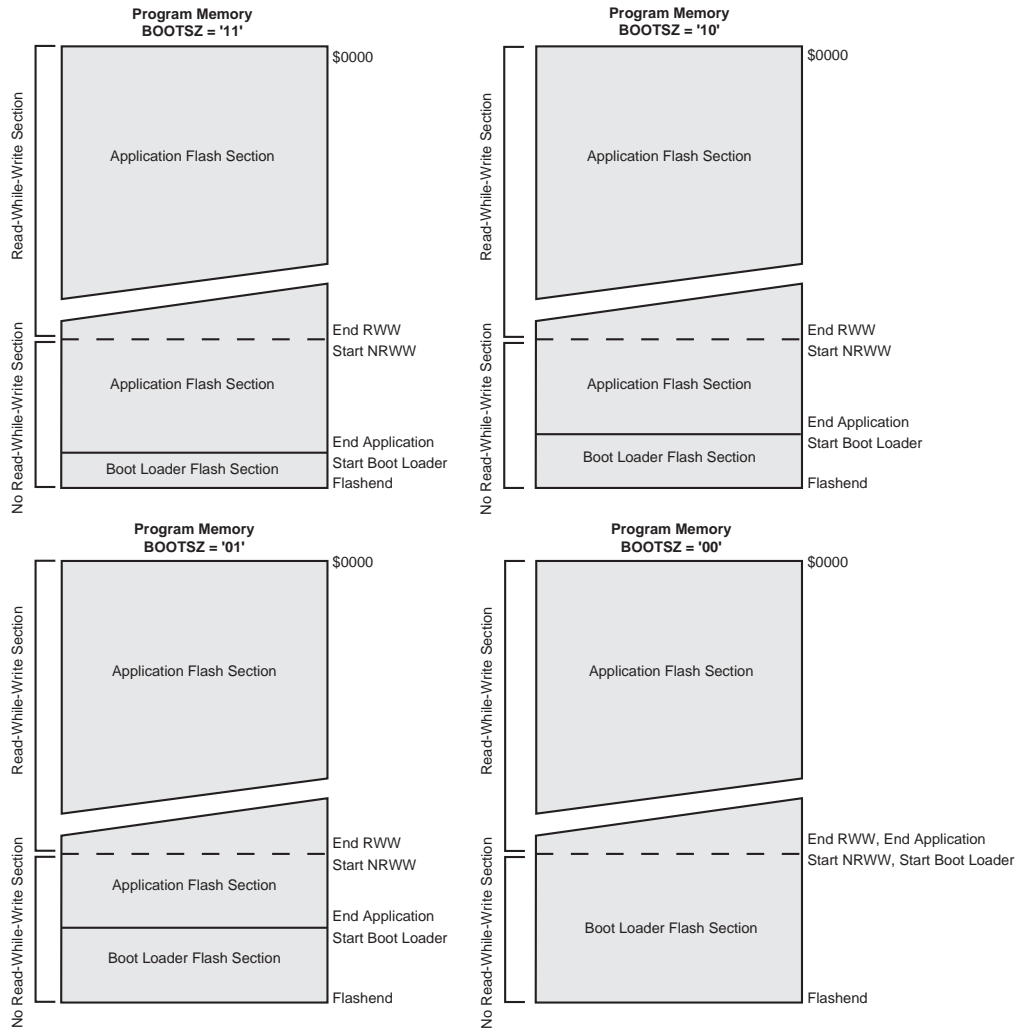 Program Memory
BOOTSZ = '11'
$0000
Read-While-Write Section
Application Flash Section
End RWW
Start NRWW
No Read-While-Write Section
Application Flash Section
End Application
Start Boot Loader
Boot Loader Flash Section
Flashend
Program Memory
BOOTSZ = '10'
$0000
Read-While-Write Section
Application Flash Section
End RWW
Start NRWW
No Read-While-Write Section
Application Flash Section
End Application
Start Boot Loader
Boot Loader Flash Section
Flashend
Program Memory
BOOTSZ = '01'
$0000
Read-While-Write Section
Application Flash Section
End RWW
Start NRWW
No Read-While-Write Section
Application Flash Section
End Application
Start Boot Loader
Boot Loader Flash Section
Flashend
Program Memory
BOOTSZ = '00'
$0000
Read-While-Write Section
Application Flash Section
End RWW, End Application
Start NRWW, Start Boot Loader
No Read-While-Write Section
Boot Loader Flash Section
Flashend